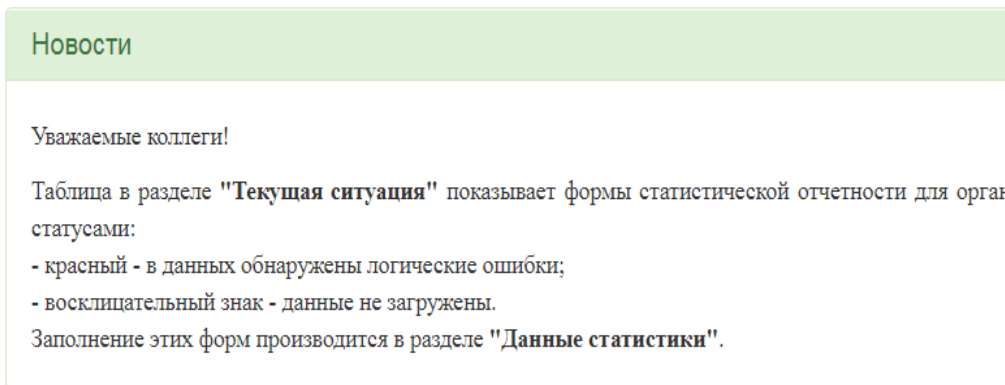 Новости
Уважаемые коллеги!
Таблица в разделе "Текущая ситуация" показывает формы статистической отчетности для орган
статусами:
- красный - в данных обнаружены логические ошибки;
- восклицательный знак - данные не загружены.
Заполнение этих форм производится в разделе "Данные статистики".